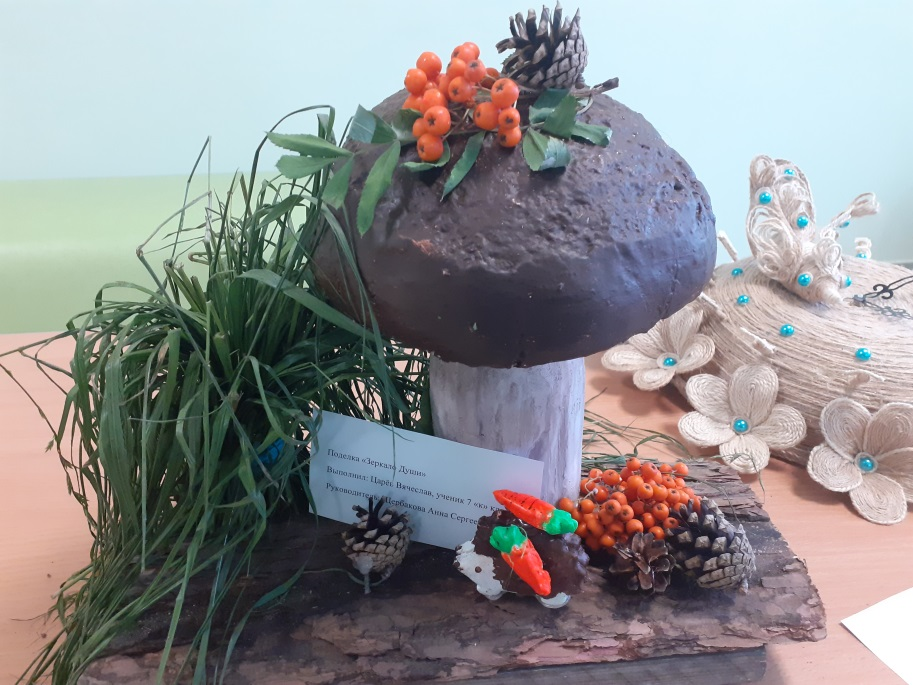 Поделка «Зеркало Души»
Выполнил: Царёв Вячеслав, ученик 7 «к»
Руководитель: Щербакова Анна